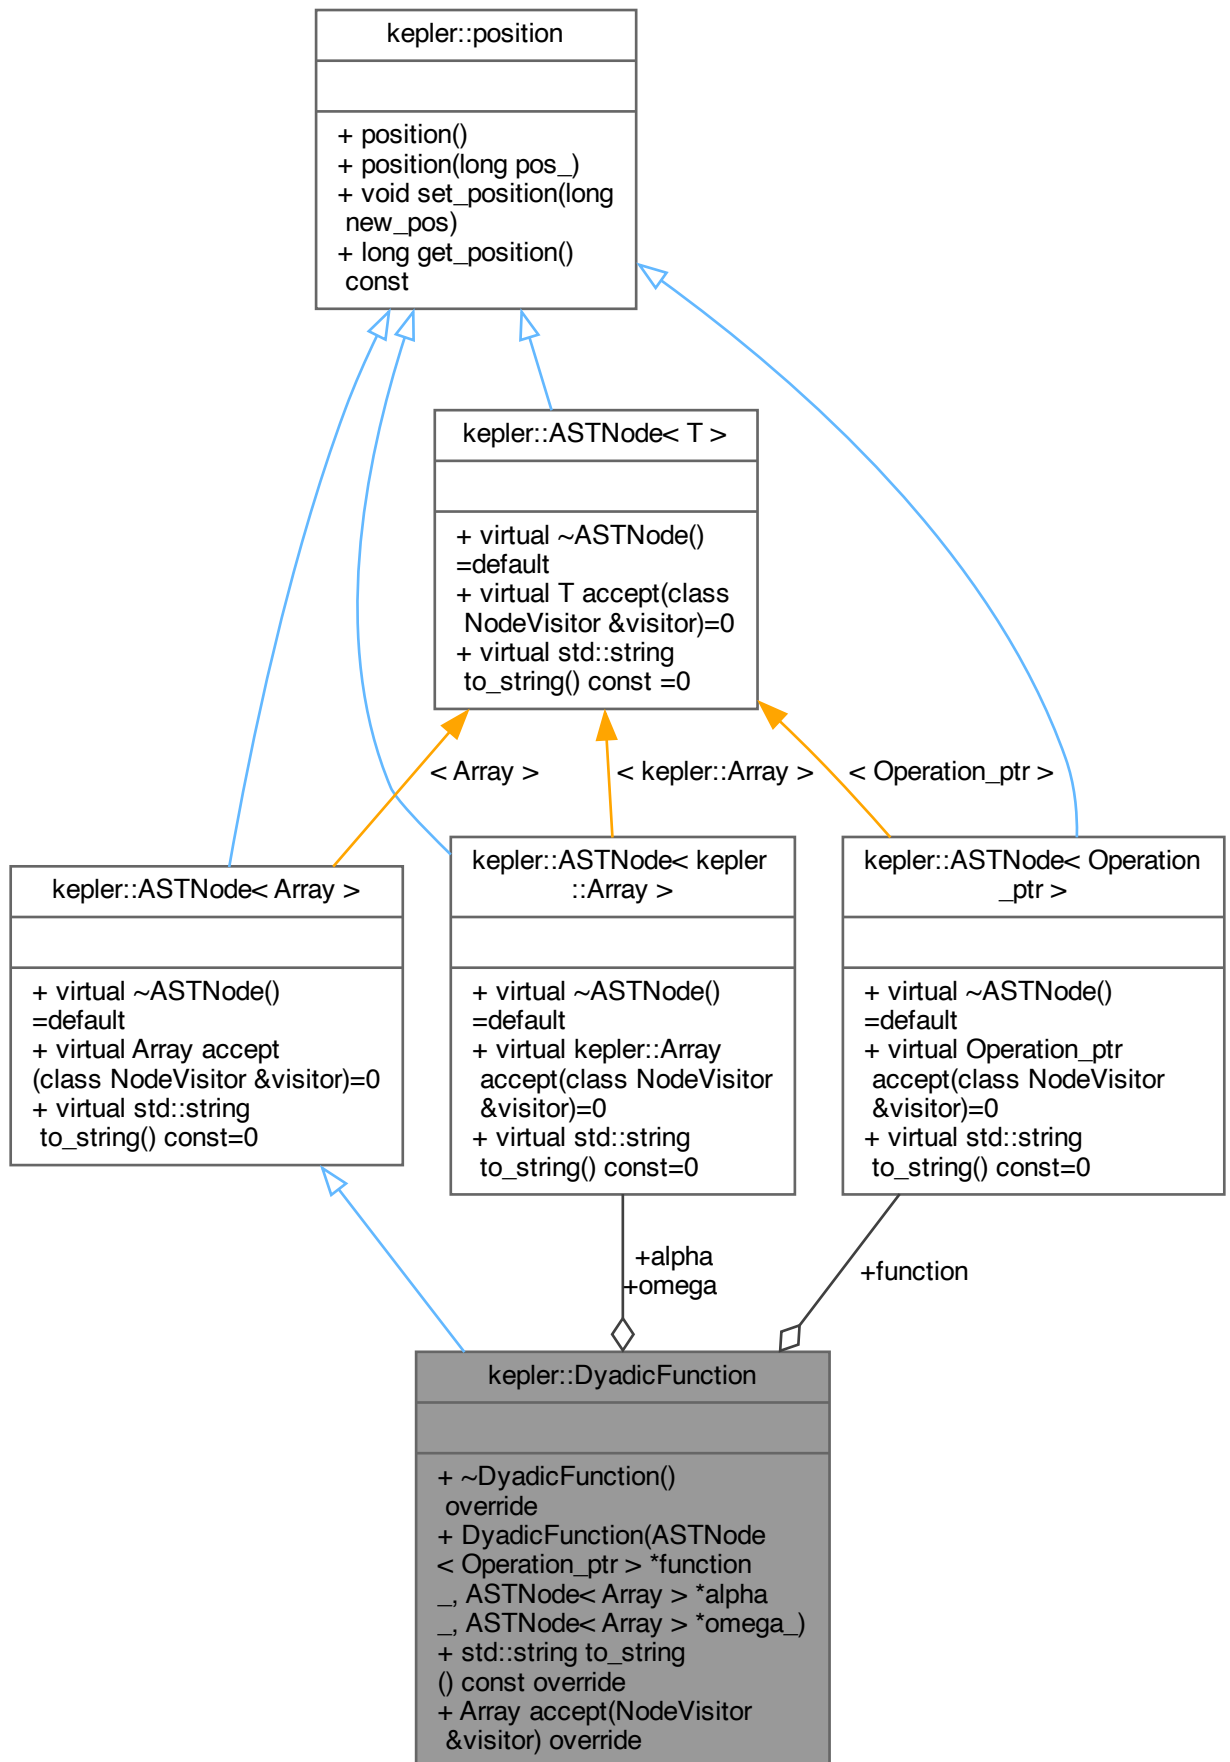 kepler::position
+ position()
+ position(long pos_)
+ void set_position(long
new_pos)
+ long get_position()
const
kepler::ASTNode< T >
+ virtual ~ASTNode()
=default
+ virtual T accept(class
NodeVisitor &visitor)=0
+ virtual std::string
to_string() const =0
< Array >
< kepler::Array >
< Operation_ptr >
kepler::ASTNode< Array >
+ virtual ~ASTNode()
=default
+ virtual Array accept
(class NodeVisitor &visitor)=0
+ virtual std::string
to_string() const=0
kepler::ASTNode< kepler
::Array >
+ virtual ~ASTNode()
=default
+ virtual kepler::Array
accept(class NodeVisitor
&visitor)=0
+ virtual std::string
to_string() const=0
kepler::ASTNode< Operation
_ptr >
+ virtual ~ASTNode()
=default
+ virtual Operation_ptr
accept(class NodeVisitor
&visitor)=0
+ virtual std::string
to_string() const=0
+alpha
+omega
+function
kepler::DyadicFunction
+ ~DyadicFunction()
override
+ DyadicFunction(ASTNode
< Operation_ptr > *function
_, ASTNode< Array > *alpha
_, ASTNode< Array > *omega_)
+ std::string to_string
() const override
+ Array accept(NodeVisitor
&visitor) override